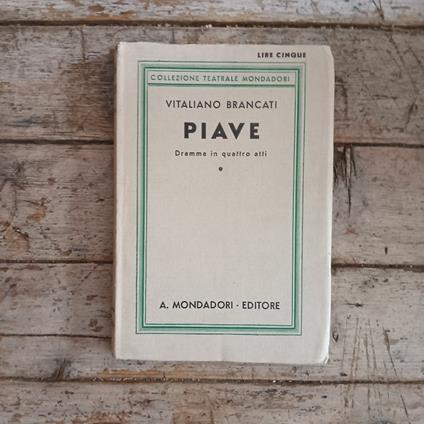 LIRE CINQUE
COLLEZIONE TEATRALE MONDADORI
VITALIANO BRANCATI
PIAVE
Dramma in quattro atti
A. MONDADORI · EDITORE